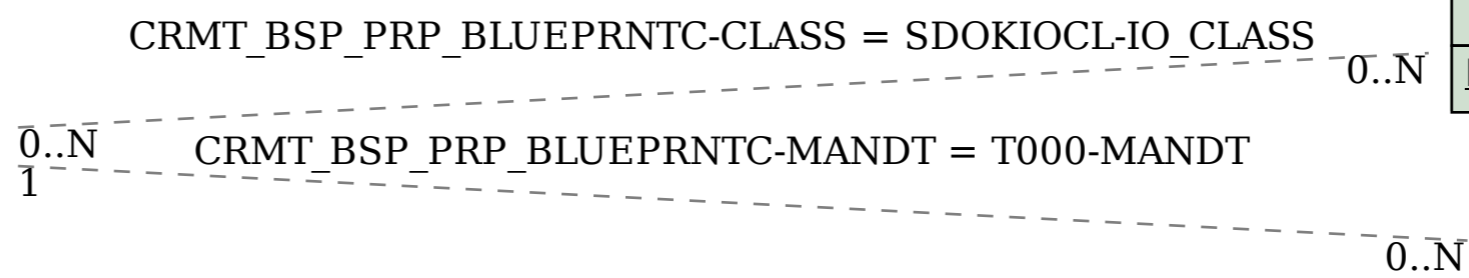 CRMT_BSP_PRP_BLUEPRNTC-CLASS = SDOKIOCL-IO_CLASS
0..N
0..N
CRMT_BSP_PRP_BLUEPRNTC-MANDT = T000-MANDT
1
0..N